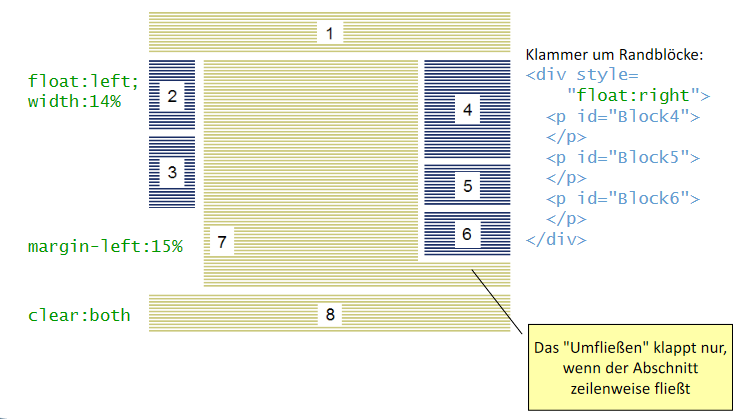 1
Klammer um Randblöcke:
<div style=
"float:right">
<p id="Block4">
</p>
<p id="Block5">
</p>
<p id="Block6">
</p>
</div>
float:left;
width:14%
2
3
4
5
6
margin-left:15%
7
clear:both
8
Das "Umfließen" klappt nur,
wenn der Abschnitt
zeilenweise fließt